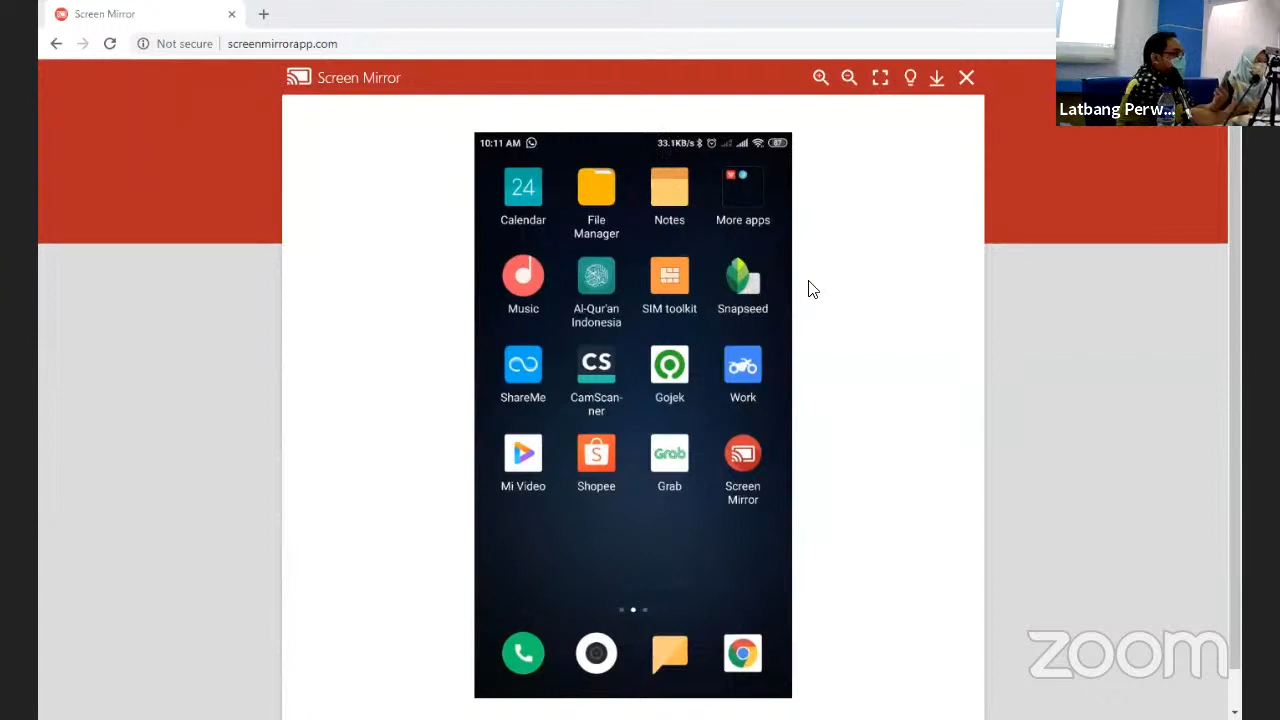 Screen Mirror
Not secure
screenmirrorapp.com
Screen Mirror
Latbang Perw...
10:11 AM
33.1KB/s
87
24
Calendar
File
Manager
Notes
More apps
Music
Al-Qur'an
Indonesia
SIM toolkit
Snapseed
ShareMe
CS
CamScan-
ner
Gojek
Work
Mi Video
S
Shopee
Grab
Grab
Screen
Mirror
zoom